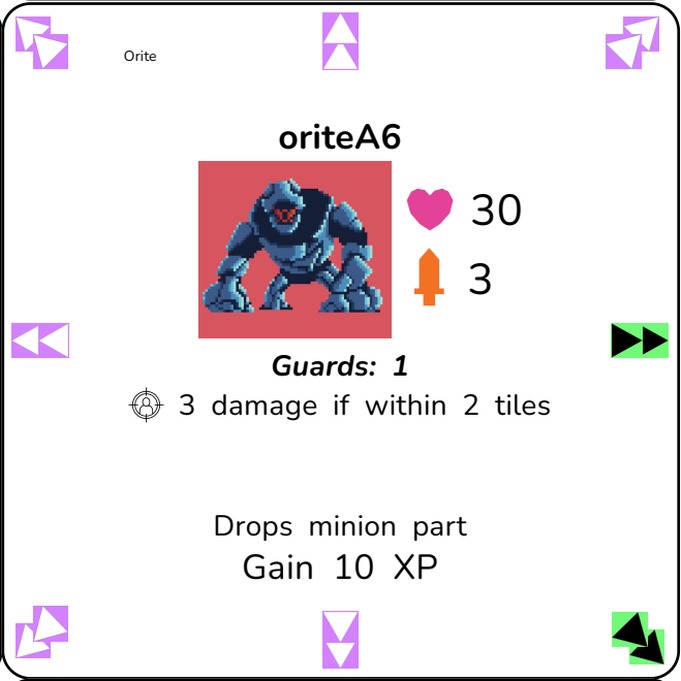 Orite
oriteA6
30
3
Guards: 1
3 damage if within 2 tiles
Drops minion part
Gain 10 XP